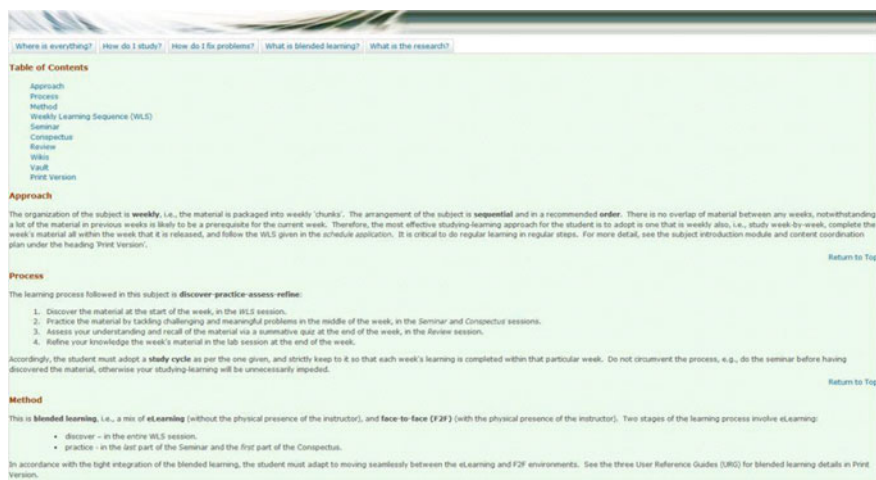 Where is everything? How do I study? How do I fix problems? What is blended learning? What is the research?
Table of Contents
Approach
Process
Method
Weekly Learning Sequence (WLS)
Seminar
Conspectus
Review
Wikis
Vault
Print Version
Approach
The organization of the subject is weekly, i.e., the material is packaged into weekly 'chunks'. The arrangement of the subject is sequential and in a recommended order. There is no overlap of material between any weeks, notwithstanding
a lot of the material in previous weeks is likely to be a prerequisite for the current week. Therefore, the most effective studying-learning approach for the student is to adopt is one that is weekly also, i.e., study week-by-week, complete the
week's material all within the week that it is released, and follow the WLS given in the schedule application. It is critical to do regular learning in regular steps. For more detail, see the subject introduction module and content coordination
plan under the heading 'Print Version'.
Return to Top
Process
The learning process followed in this subject is discover-practice-assess-refine:
1. Discover the material at the start of the week, in the WLS session.
2. Practice the material by tackling challenging and meaningful problems in the middle of the week, in the Seminar and Conspectus sessions.
3. Assess your understanding and recall of the material via a summative quiz at the end of the week, in the Review session.
4. Refine your knowledge the week's material in the lab session at the end of the week.
Accordingly, the student must adopt a study cycle as per the one given, and strictly keep to it so that each week's learning is completed within that particular week. Do not circumvent the process, e.g., do the seminar before having
discovered the material, otherwise your studying-learning will be unnecessarily impeded.
Return to Top
Method
This is blended learning, i.e., a mix of eLearning (without the physical presence of the instructor), and face-to-face (F2F) (with the physical presence of the instructor). Two stages of the learning process involve eLearning:
• discover – in the entire WLS session.
• practice - in the last part of the Seminar and the first part of the Conspectus.
In accordance with the tight integration of the blended learning, the student must adapt to moving seamlessly between the eLearning and F2F environments. See the three User Reference Guides (URG) for blended learning details in Print
Version.